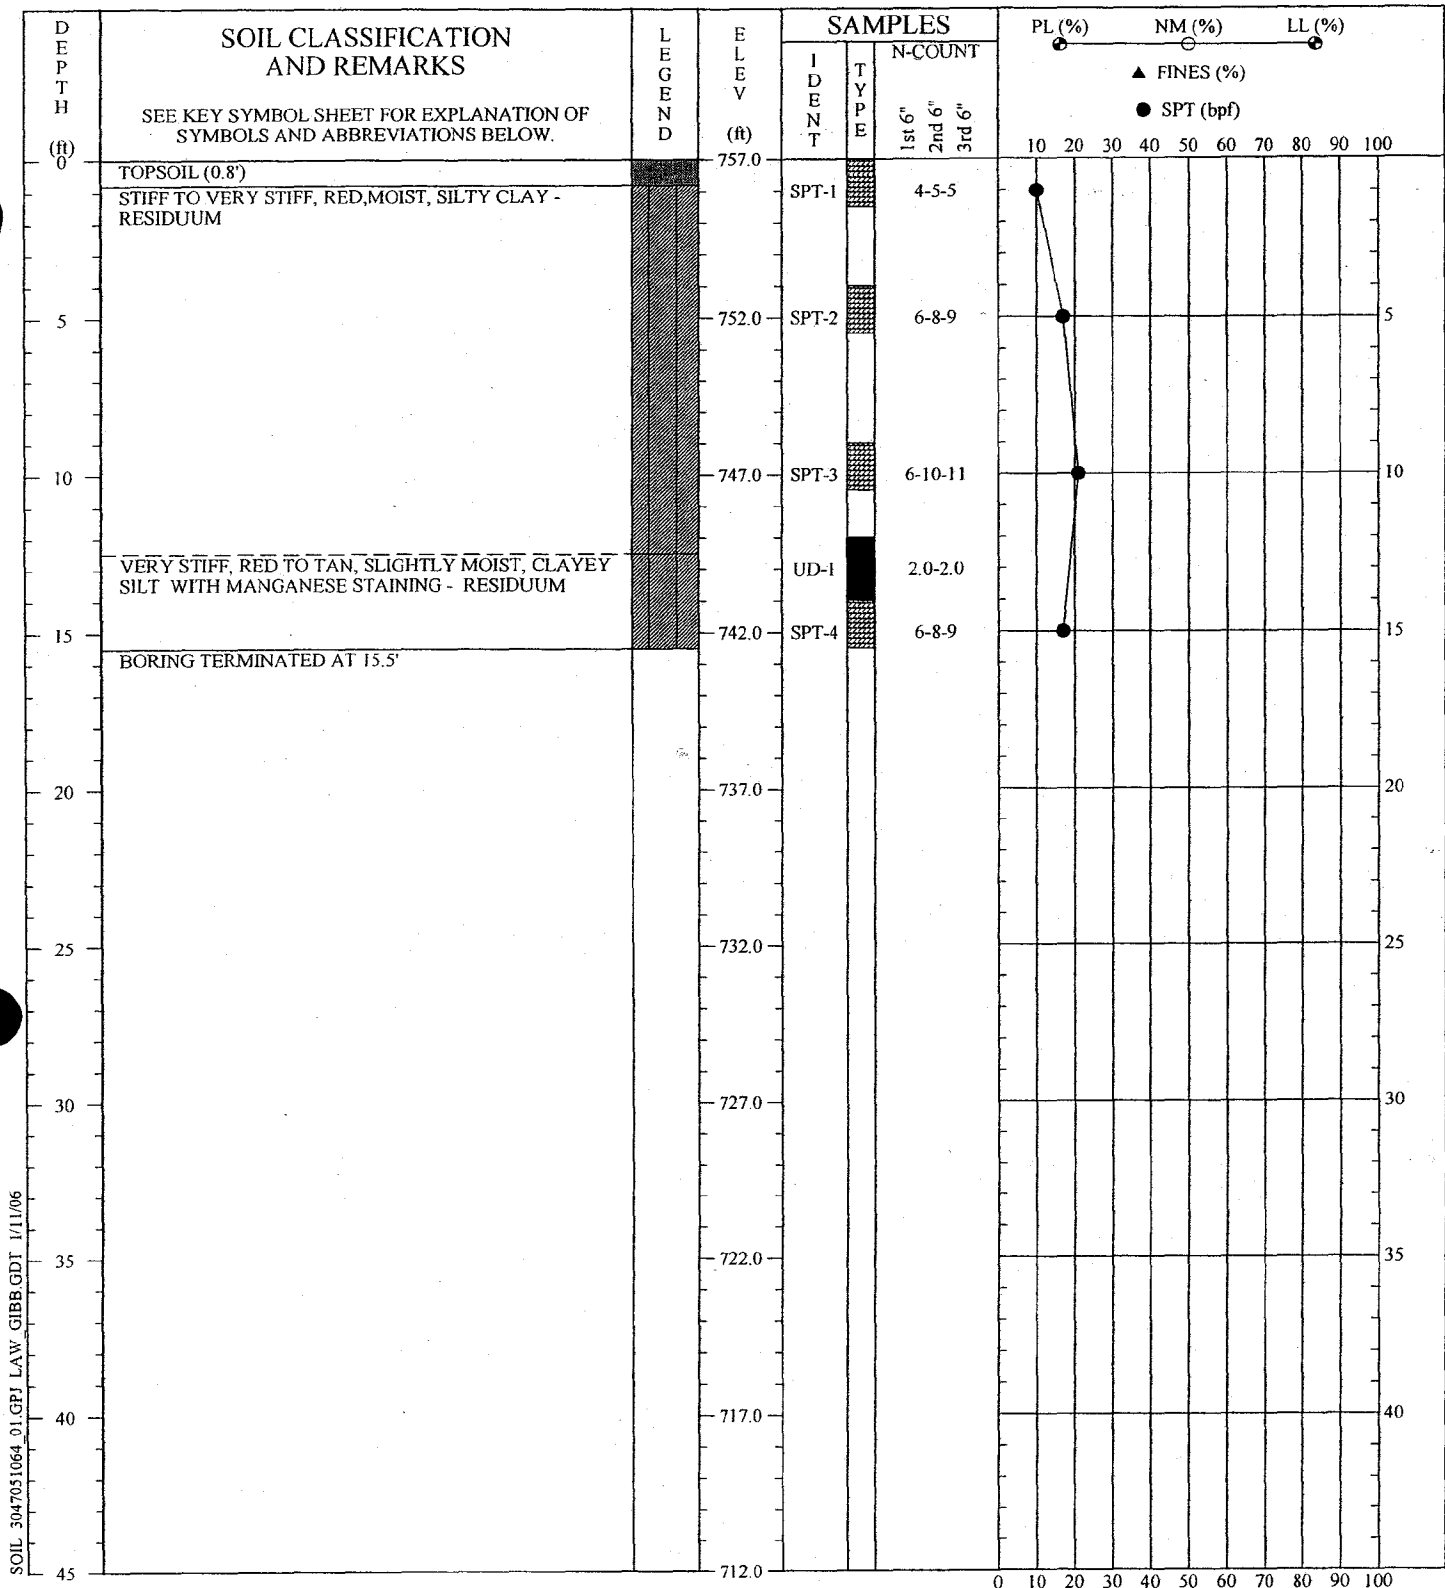 DEPTH (ft)
SOIL CLASSIFICATION
AND REMARKS
SEE KEY SYMBOL SHEET FOR EXPLANATION OF
SYMBOLS AND ABBREVIATIONS BELOW.
LEGEND
ELEV (ft)
SAMPLES
IDENT
TYPE
N-COUNT
1st 6"
2nd 6"
3rd 6"
PL (%) NM (%) LL (%)
▲ FINES (%)
● SPT (bpf)
10 20 30 40 50 60 70 80 90 100
0 757.0
TOPSOIL (0.8')
STIFF TO VERY STIFF, RED,MOIST, SILTY CLAY -
RESIDUUM
SPT-1 4-5-5
5 752.0 SPT-2 6-8-9 5
10 747.0 SPT-3 6-10-11 10
VERY STIFF, RED TO TAN, SLIGHTLY MOIST, CLAYEY
SILT WITH MANGANESE STAINING - RESIDUUM
UD-1 2.0-2.0
15 742.0 SPT-4 6-8-9 15
BORING TERMINATED AT 15.5'
20 737.0 20
25 732.0 25
30 727.0 30
35 722.0 35
40 717.0 40
45 712.0
0 10 20 30 40 50 60 70 80 90 100
SOIL 3047051064_01.GPJ LAW_GIBB.GDT 1/11/06